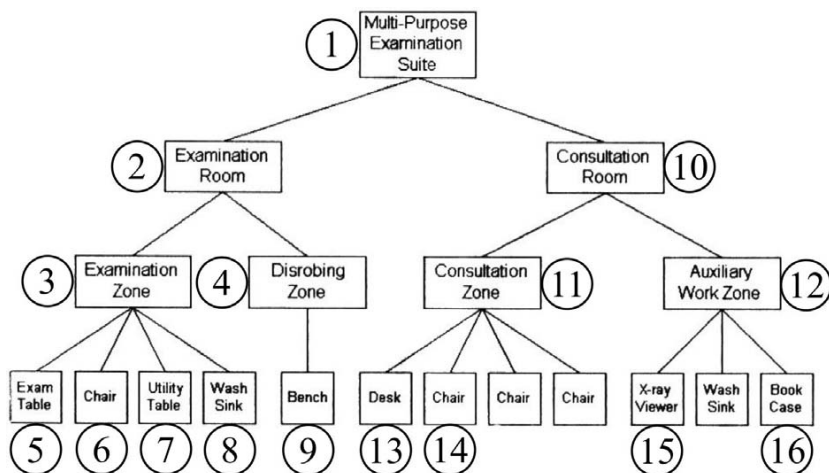 1
Multi-Purpose
Examination
Suite
2
Examination
Room
Consultation
Room
10
3
Examination
Zone
4
Disrobing
Zone
Consultation
Zone
11
Auxiliary
Work Zone
12
Exam
Table
Chair
Utility
Table
Wash
Sink
Bench
Desk
Chair
Chair
Chair
X-ray
Viewer
Wash
Sink
Book
Case
5
6
7
8
9
13
14
15
16